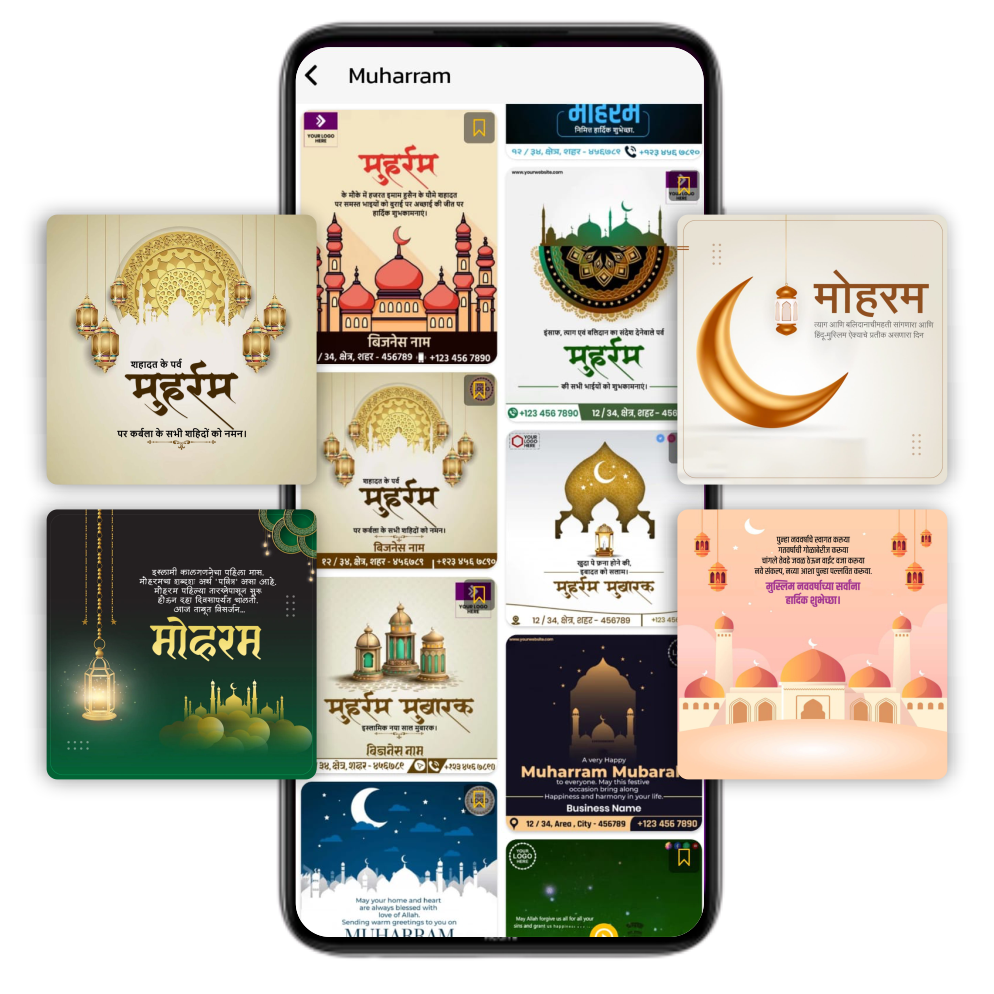 Muharram
YOUR LOGO
HERE
मुहर्रम
के मौके में हजरत इमाम हुसैन के चौमे शहादत
पर समस्त भाइयों को बुराई पर अच्छाई की जीत पर
हार्दिक शुभकामनाएं।
बिजनेस नाम
/ 34, क्षेत्र, शहर - 456789
+123 456 7890
शहादत के पर्व
मुहर्रम
पर कर्बला के सभी शहिदों को नमन।
बिजनेस नाम
१२ / ३४, क्षेत्र, शहर - ४५६७८९
+१२३ ४५६ ७८९०
मुहर्रम मुबारक
इस्लामिक नया साल मुबारक।
बिजनेस नाम
३४, क्षेत्र, शहर - ४५६७८९
+१२३ ४५६ ७८९०
May your home and heart
are always blessed with
love of Allah.
Sending warm greetings to you on
MUHARRAM
मोहरम
निमित्त हार्दिक शुभेच्छा.
१२ / ३४, क्षेत्र, शहर - ४५६७८९
+१२३ ४५६ ७८९०
www.yourwebsite.com
इंसाफ, त्याग एवं बलिदान का संदेश देनेवाले पर्व
मुहर्रम
की सभी भाईयों को शुभकामनाएं।
+123 456 7890
12 / 34, क्षेत्र, शहर - 456
YOUR
LOGO
HERE
खुदा पे फ़ना होने की,
इबादत को सलाम।
मुहर्रम मुबारक
12 / 34, क्षेत्र, शहर - 456789
+123 45
www.yourwebsite.com
A very Happy
Muharram Mubarak
to everyone. May this festive
occasion bring along
Happiness and harmony in your life.
Business Name
12 / 34, Area , City - 456789
+123 456 7890
YOUR
LOGO
HERE
May Allah forgive us all for all your
sins and grant us happiness
शहादत के पर्व
मुहर्रम
पर कर्बला के सभी शहिदों को नमन।
इस्लामी कालगणनेचा पहिला मास,
मोहरमचा शब्दशः अर्थ 'पवित्र' असा आहे,
मोहरम पहिल्या तारखेपासून सुरू
होऊन दहा दिवसांपर्यंत चालतो.
आज ताबूत विसर्जन...
मोहरम
मोहरम
त्याग आणि बलिदानाचीमहती सांगणारा आणि
हिंदू-मुस्लिम ऐक्याचे प्रतीक असणारा दिन
पुन्हा नववर्षाचे स्वागत करूया
गतवर्षाची गोळाबेरीज करूया
चांगले तेवढे जवळ ठेऊन वाईट वजा करूया
नवे संकल्प, नव्या आशा पुन्हा पल्लवित करूया.
मुस्लिम नववर्षाच्या सर्वांना
हार्दिक शुभेच्छा।